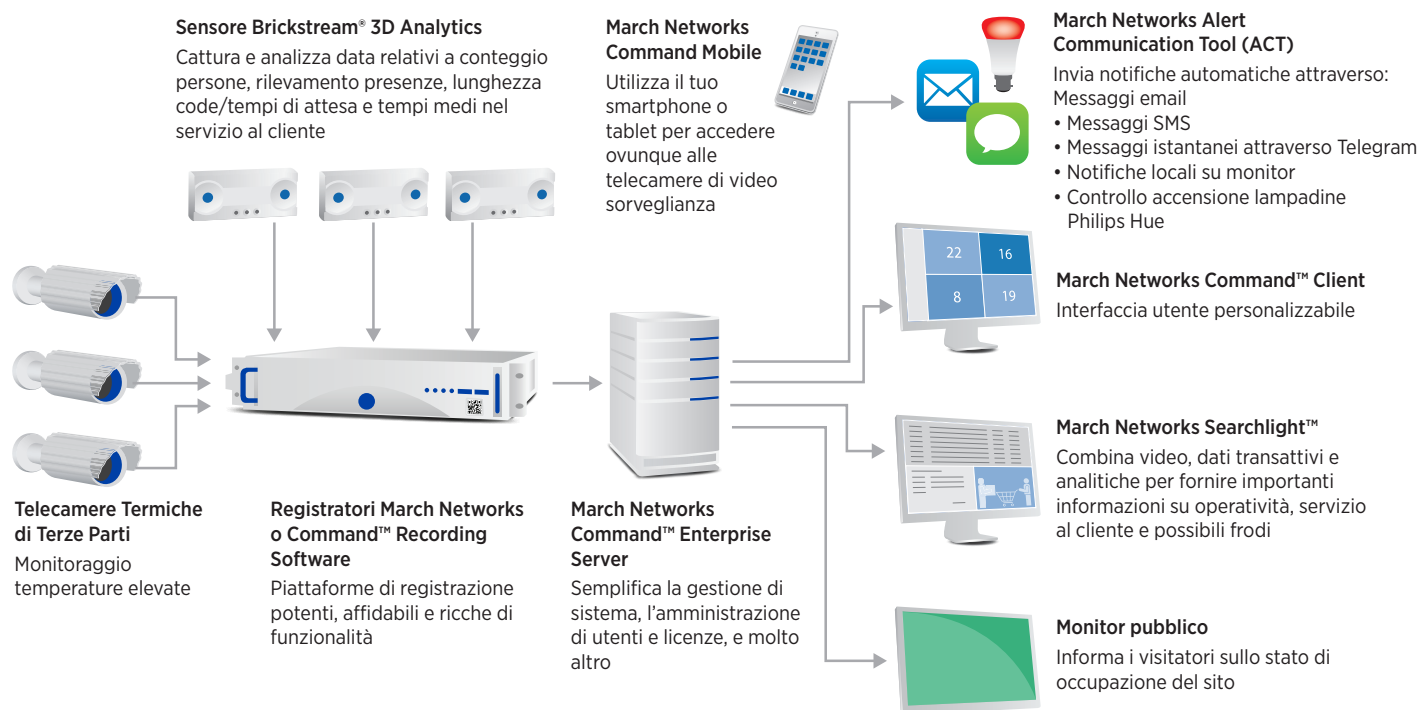 Sensore Brickstream® 3D Analytics
Cattura e analizza data relativi a conteggio
persone, rilevamento presenze, lunghezza
code/tempi di attesa e tempi medi nel
servizio al cliente
March Networks
Command Mobile
Utilizza il tuo
smartphone o
tablet per accedere
ovunque alle
telecamere di video
sorveglianza
March Networks Alert
Communication Tool (ACT)
Invia notifiche automatiche attraverso:
Messaggi email
• Messaggi SMS
• Messaggi istantanei attraverso Telegram
• Notifiche locali su monitor
• Controllo accensione lampadine
Philips Hue
22 16
8 19
March Networks Command™ Client
Interfaccia utente personalizzabile
March Networks Searchlight™
Combina video, dati transattivi e
analitiche per fornire importanti
informazioni su operatività, servizio
al cliente e possibili frodi
Telecamere Termiche
di Terze Parti
Monitoraggio
temperature elevate
Registratori March Networks
o Command™ Recording
Software
Piattaforme di registrazione
potenti, affidabili e ricche di
funzionalità
March Networks
Command™ Enterprise
Server
Semplifica la gestione di
sistema, l’amministrazione
di utenti e licenze, e molto
altro
Monitor pubblico
Informa i visitatori sullo stato di
occupazione del sito